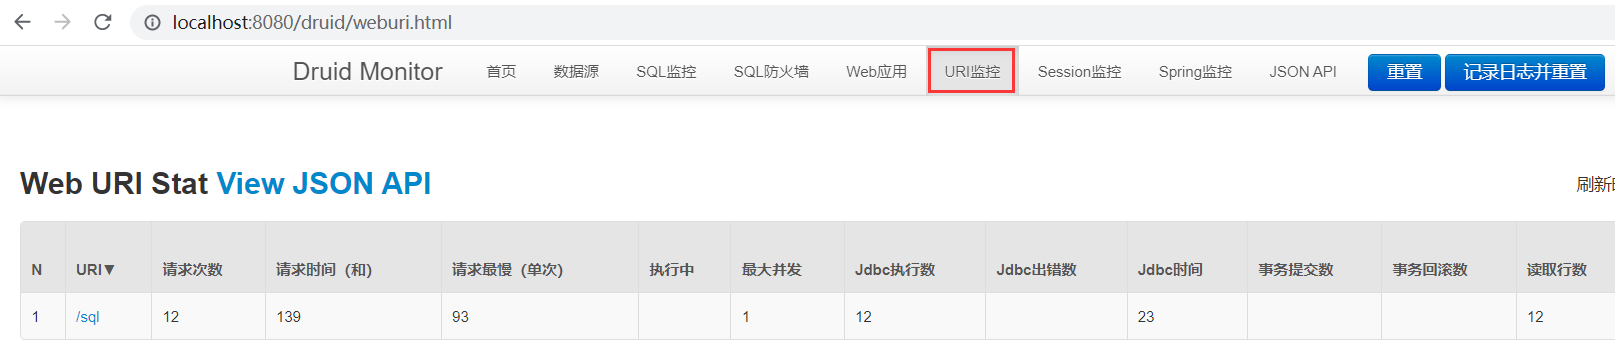 localhost:8080/druid/weburi.html
Druid Monitor 首页 数据源 SQL监控 SQL防火墙 Web应用 URI监控 Session监控 Spring监控 JSON API 重置 记录日志并重置
Web URI Stat View JSON API 刷新
N URI▼ 请求次数 请求时间（和） 请求最慢（单次） 执行中 最大并发 Jdbc执行数 Jdbc出错数 Jdbc时间 事务提交数 事务回滚数 读取行数
1 /sql 12 139 93 1 12 23 12